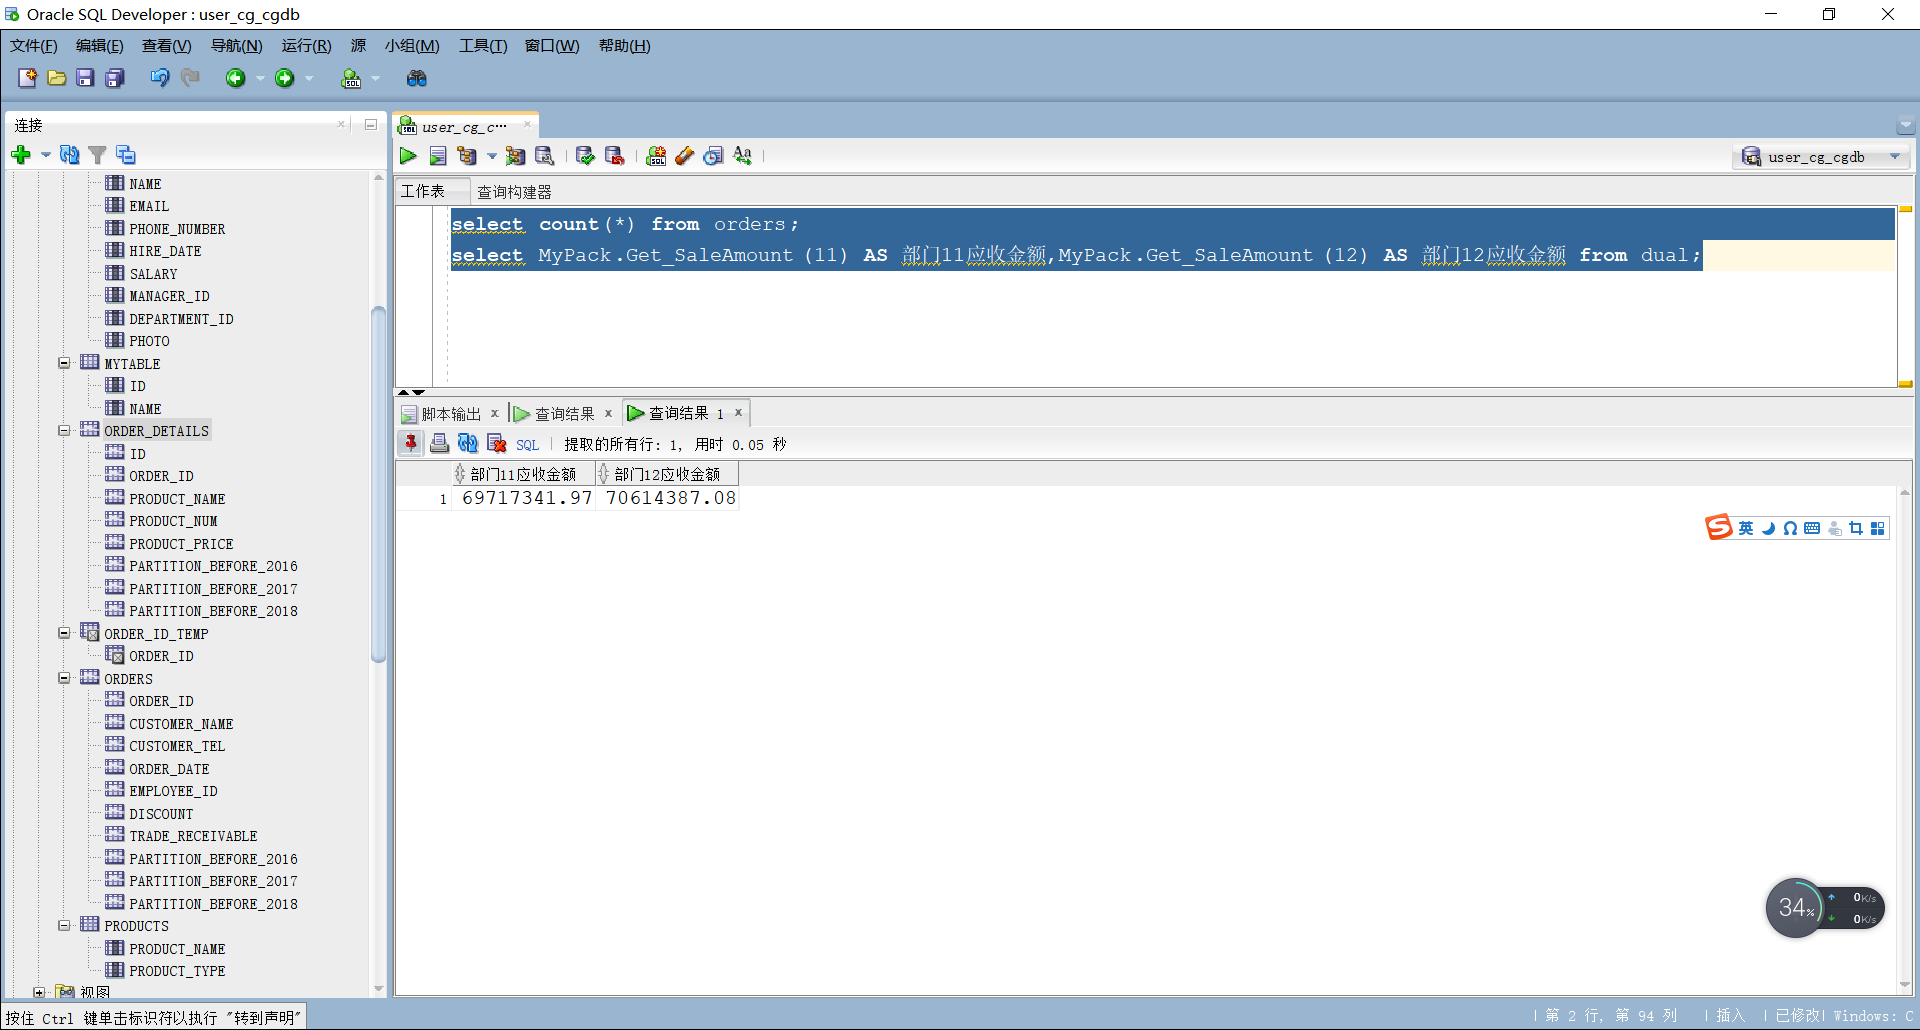 Oracle SQL Developer : user_cg_cgdb
文件(F) 编辑(E) 查看(V) 导航(N) 运行(R) 源 小组(M) 工具(T) 窗口(W) 帮助(H)
连接
NAME
EMAIL
PHONE_NUMBER
HIRE_DATE
SALARY
MANAGER_ID
DEPARTMENT_ID
PHOTO
MYTABLE
ID
NAME
ORDER_DETAILS
ID
ORDER_ID
PRODUCT_NAME
PRODUCT_NUM
PRODUCT_PRICE
PARTITION_BEFORE_2016
PARTITION_BEFORE_2017
PARTITION_BEFORE_2018
ORDER_ID_TEMP
ORDER_ID
ORDERS
ORDER_ID
CUSTOMER_NAME
CUSTOMER_TEL
ORDER_DATE
EMPLOYEE_ID
DISCOUNT
TRADE_RECEIVABLE
PARTITION_BEFORE_2016
PARTITION_BEFORE_2017
PARTITION_BEFORE_2018
PRODUCTS
PRODUCT_NAME
PRODUCT_TYPE
视图
user_cg_c…
user_cg_cgdb
工作表 查询构建器
select count(*) from orders;
select MyPack.Get_SaleAmount (11) AS 部门11应收金额,MyPack.Get_SaleAmount (12) AS 部门12应收金额 from dual;
脚本输出 查询结果 查询结果 1
SQL 提取的所有行: 1, 用时 0.05 秒
部门11应收金额 部门12应收金额
1 69717341.97 70614387.08
英
34% 0K/s
0K/s
按住 Ctrl 键单击标识符以执行 "转到声明"
第 2 行, 第 94 列 插入 已修改 Windows: C